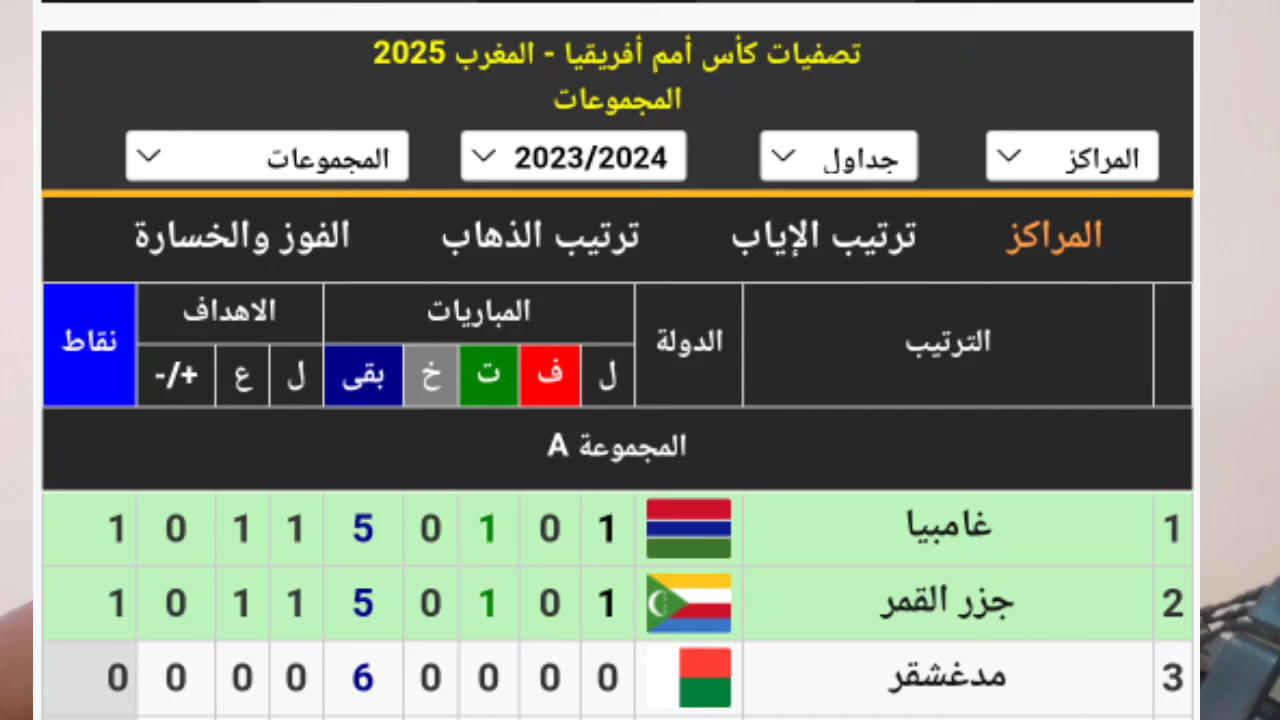 تصفيات كأس أمم أفريقيا - المغرب 2025
المجموعات
المراكز جداول 2023/2024 المجموعات
المراكز ترتيب الإياب ترتيب الذهاب الفوز والخسارة
الترتيب الدولة المباريات الاهداف نقاط
ل ف ت خ بقى ل ع +/-
المجموعة A
1 غامبيا 1 0 1 0 5 1 1 0 1
2 جزر القمر 1 0 1 0 5 1 1 0 1
3 مدغشقر 0 0 0 0 6 0 0 0 0